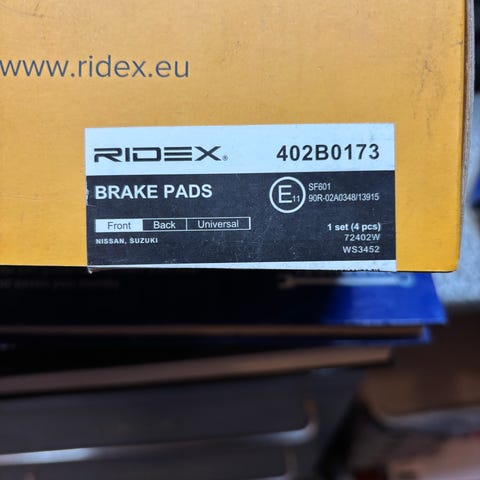 www.ridex.eu
RIDEX® 402B0173
BRAKE PADS
E11
SF601
90R-02A0348/13915
Front Back Universal
1 set (4 pcs)
NISSAN, SUZUKI
72402W
WS3452